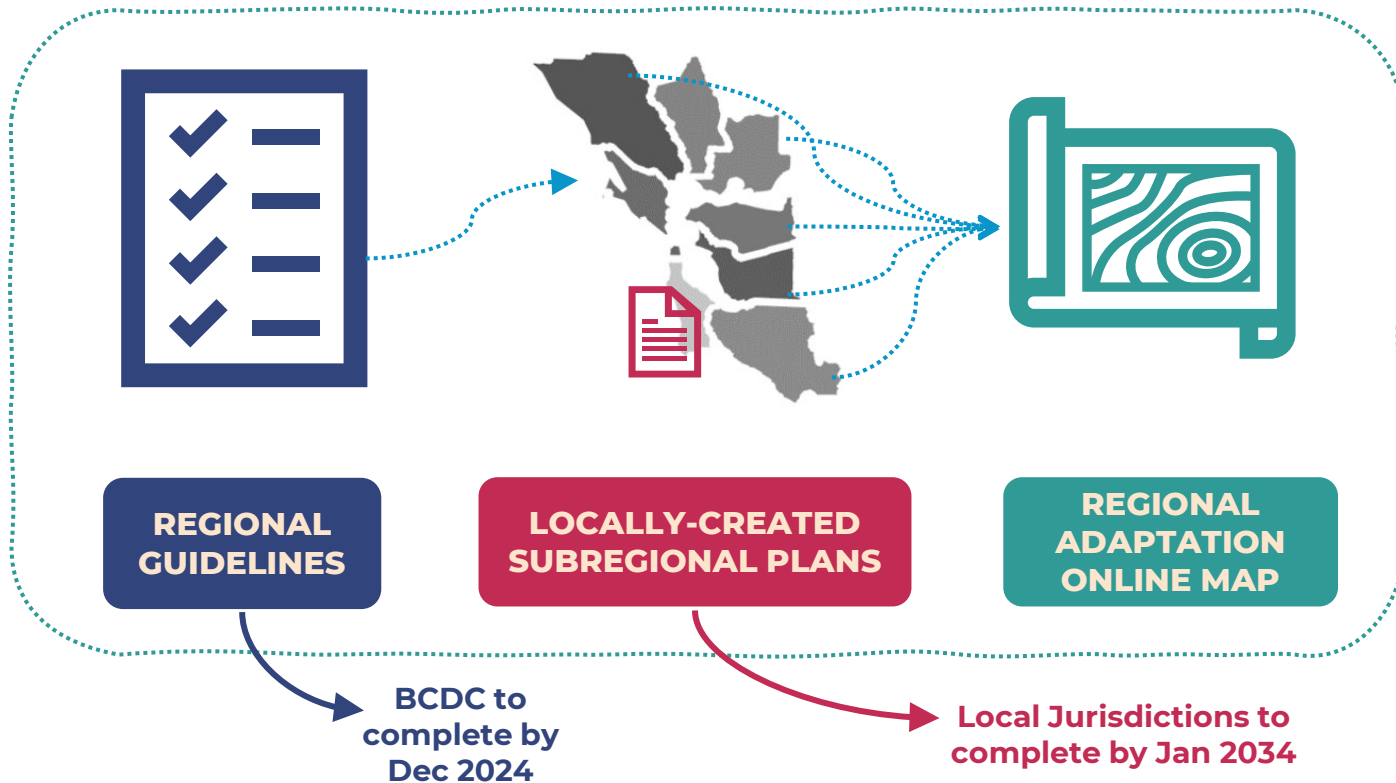 REGIONAL
GUIDELINES
LOCALLY-CREATED
SUBREGIONAL PLANS
REGIONAL
ADAPTATION
ONLINE MAP
BCDC to
complete by
Dec 2024
Local Jurisdictions to
complete by Jan 2034